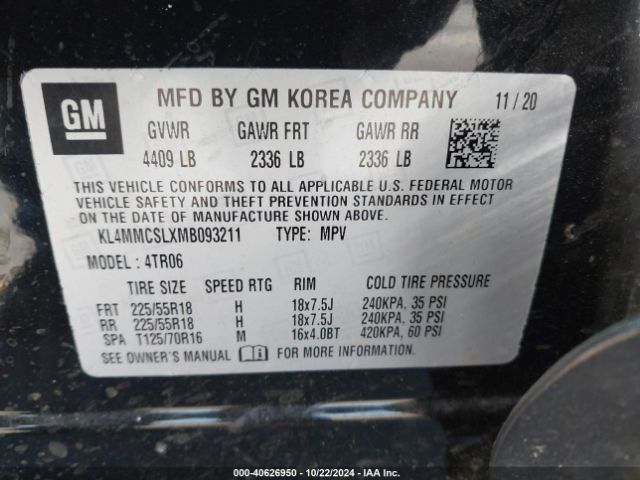 GM
MFD BY GM KOREA COMPANY 11/20
GVWR GAWR FRT GAWR RR
4409 LB 2336 LB 2336 LB
THIS VEHICLE CONFORMS TO ALL APPLICABLE U.S. FEDERAL MOTOR
VEHICLE SAFETY AND THEFT PREVENTION STANDARDS IN EFFECT ON
THE DATE OF MANUFACTURE SHOWN ABOVE.
KL4MMCSLXMB093211 TYPE: MPV
MODEL: 4TR06
TIRE SIZE SPEED RTG RIM COLD TIRE PRESSURE
FRT 225/55R18 H 18x7.5J 240KPA, 35 PSI
RR 225/55R18 H 18x7.5J 240KPA, 35 PSI
SPA T125/70R16 M 16x4.0BT 420KPA, 60 PSI
SEE OWNER'S MANUAL FOR MORE INFORMATION.
000-40626950 - 10/22/2024 - IAA Inc.